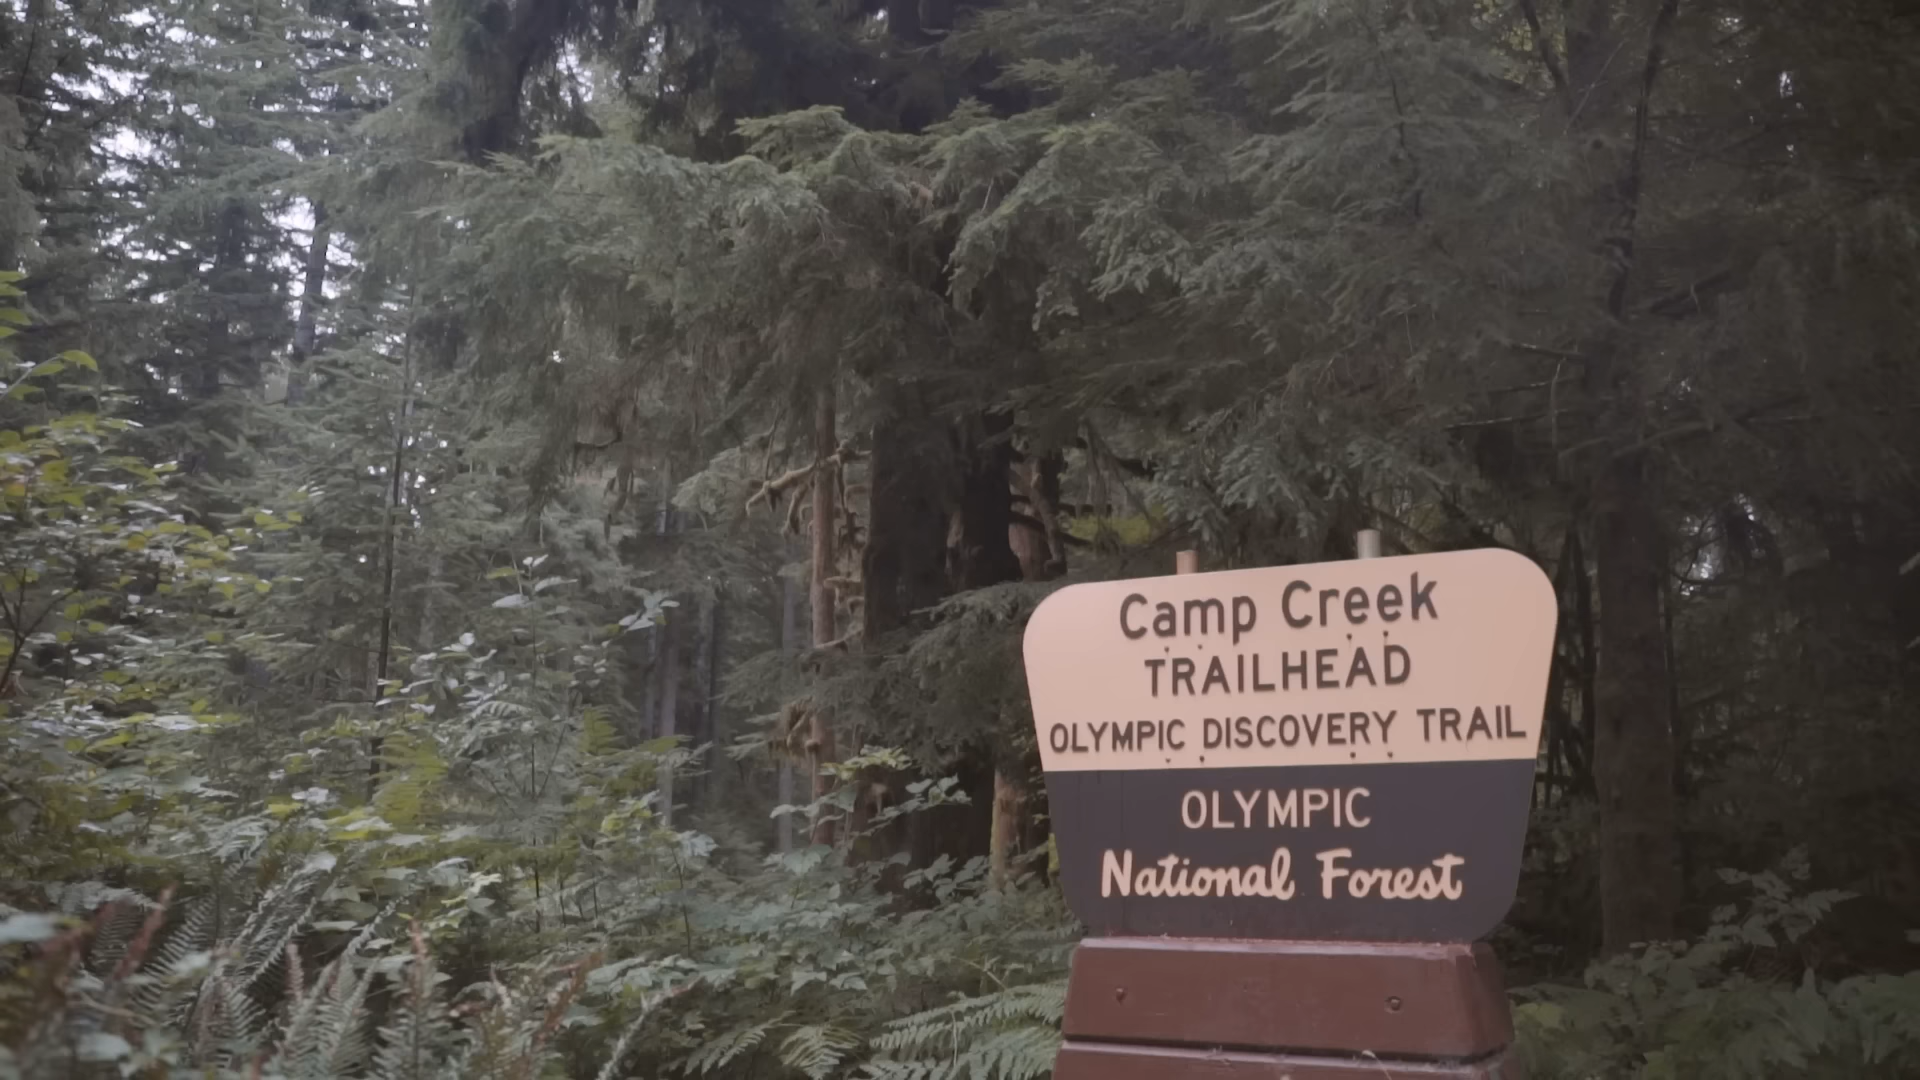 Camp Creek
TRAILHEAD
OLYMPIC DISCOVERY TRAIL
OLYMPIC
National Forest